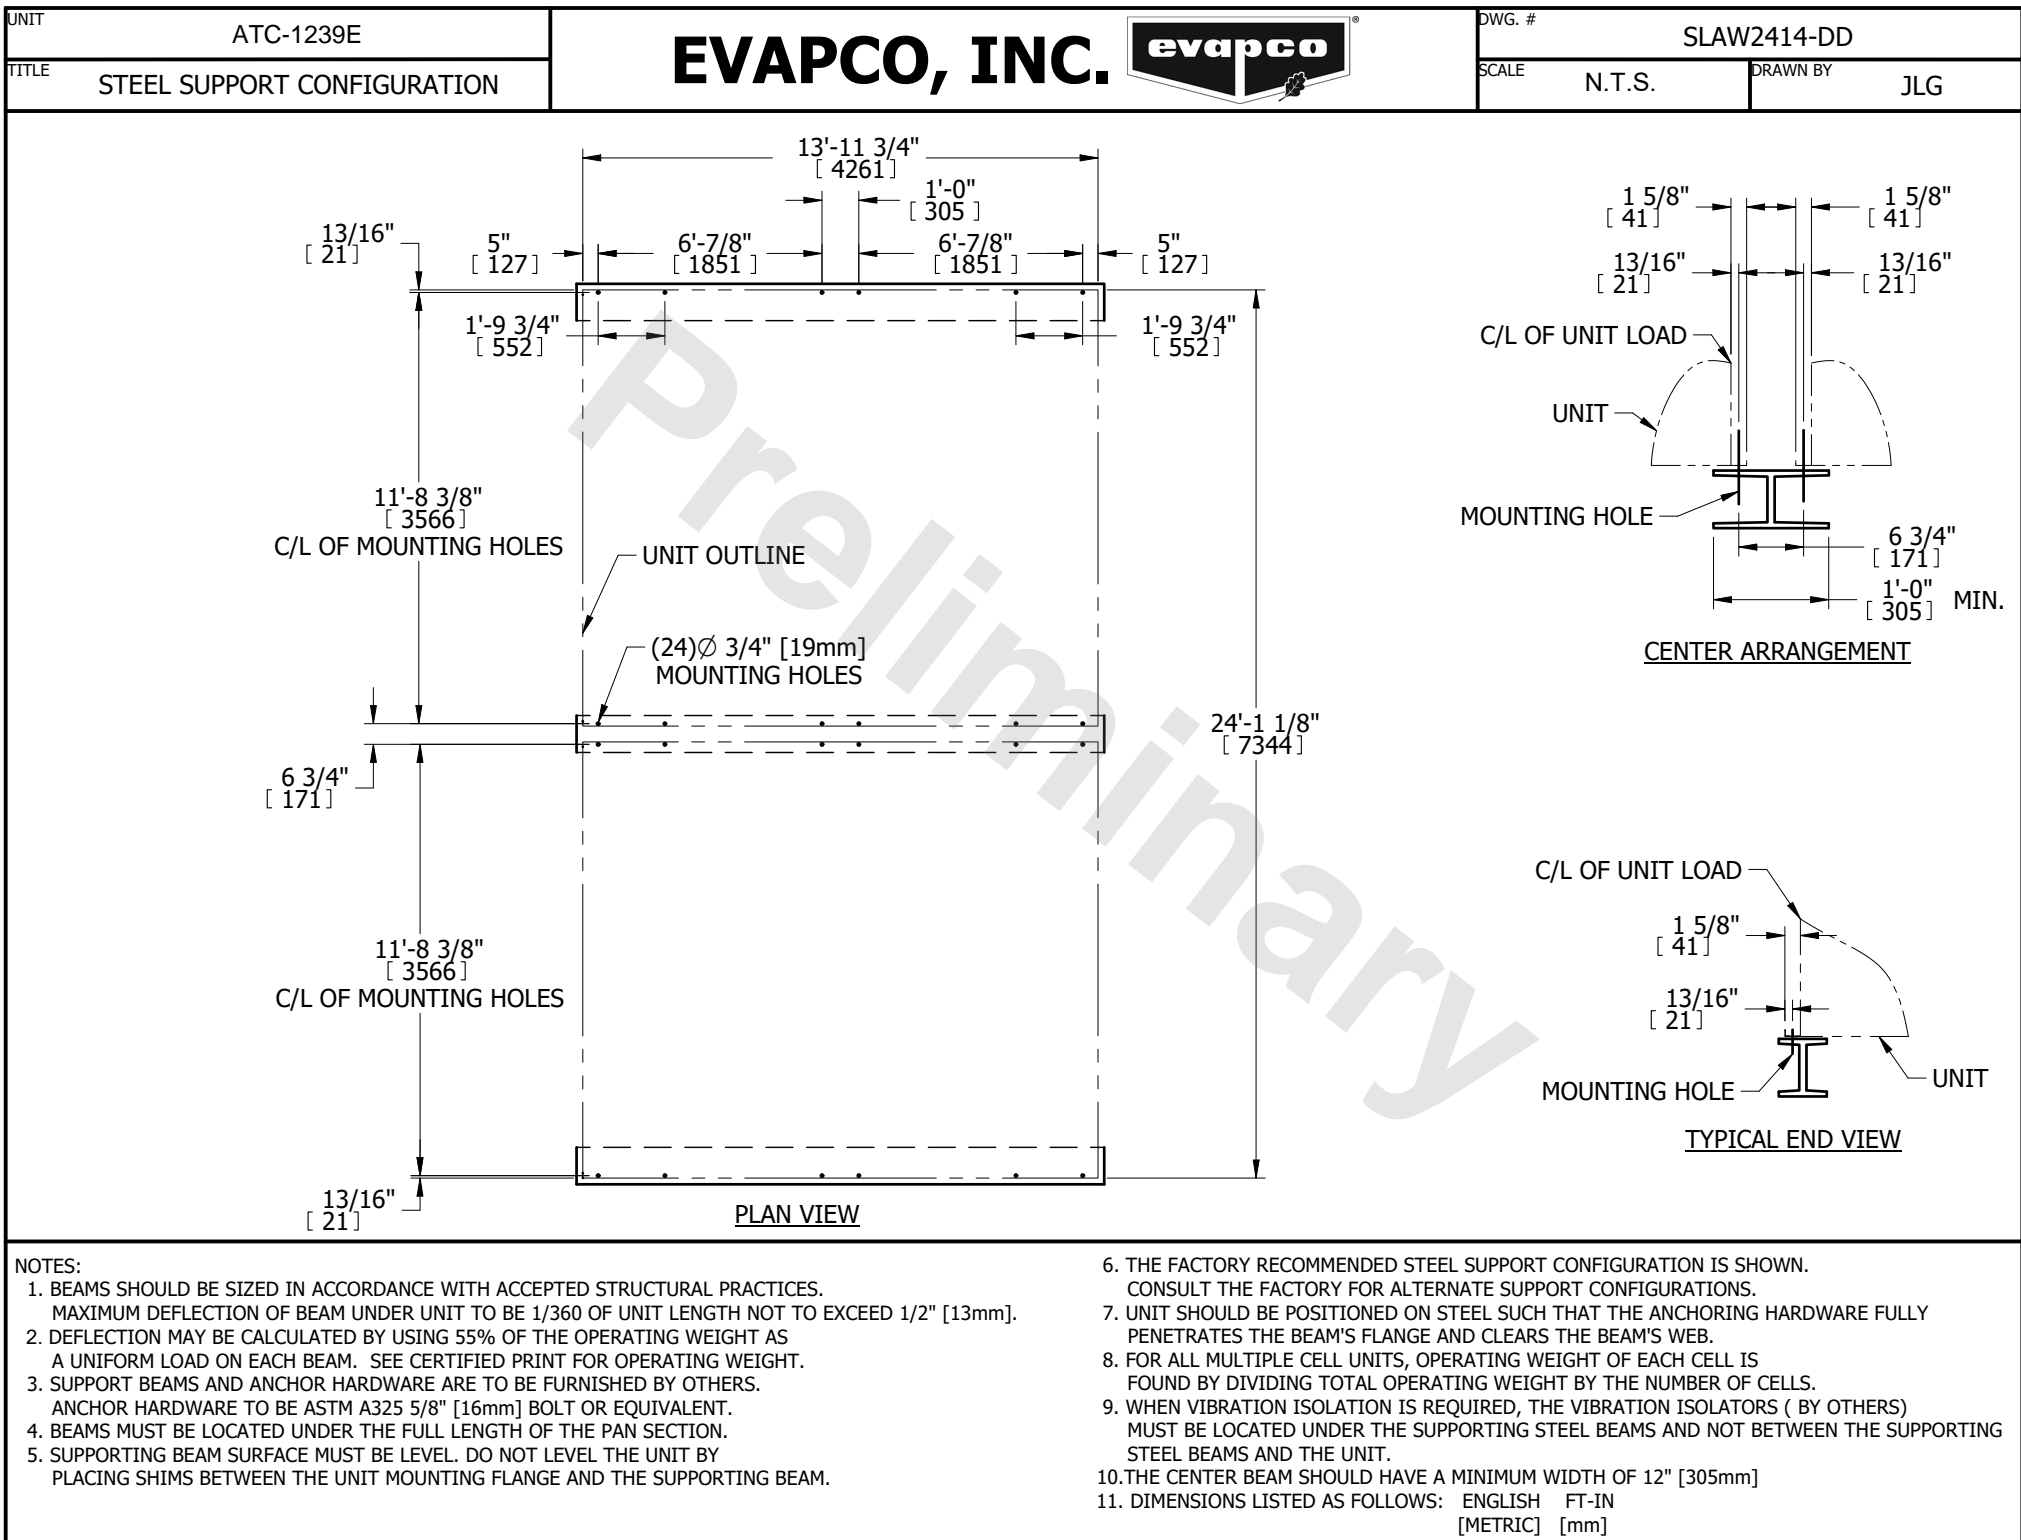 UNIT
ATC-1239E
TITLE
STEEL SUPPORT CONFIGURATION
EVAPCO, INC.
evapco
®
DWG. #
SLAW2414-DD
SCALE
N.T.S.
DRAWN BY
JLG
13'-11 3/4"
[ 4261 ]
1'-0"
[ 305 ]
13/16"
[ 21 ]
5"
[ 127 ]
6'-7/8"
[ 1851 ]
6'-7/8"
[ 1851 ]
5"
[ 127 ]
1'-9 3/4"
[ 552 ]
1'-9 3/4"
[ 552 ]
11'-8 3/8"
[ 3566 ]
C/L OF MOUNTING HOLES
UNIT OUTLINE
(24)∅ 3/4" [19mm]
MOUNTING HOLES
24'-1 1/8"
[ 7344 ]
6 3/4"
[ 171 ]
11'-8 3/8"
[ 3566 ]
C/L OF MOUNTING HOLES
13/16"
[ 21 ]
PLAN VIEW
Preliminary
1 5/8"
[ 41 ]
1 5/8"
[ 41 ]
13/16"
[ 21 ]
13/16"
[ 21 ]
C/L OF UNIT LOAD
UNIT
MOUNTING HOLE
6 3/4"
[ 171 ]
1'-0"
[ 305 ] MIN.
CENTER ARRANGEMENT
C/L OF UNIT LOAD
1 5/8"
[ 41 ]
13/16"
[ 21 ]
MOUNTING HOLE
UNIT
TYPICAL END VIEW
NOTES:
1. BEAMS SHOULD BE SIZED IN ACCORDANCE WITH ACCEPTED STRUCTURAL PRACTICES.
MAXIMUM DEFLECTION OF BEAM UNDER UNIT TO BE 1/360 OF UNIT LENGTH NOT TO EXCEED 1/2" [13mm].
2. DEFLECTION MAY BE CALCULATED BY USING 55% OF THE OPERATING WEIGHT AS
A UNIFORM LOAD ON EACH BEAM. SEE CERTIFIED PRINT FOR OPERATING WEIGHT.
3. SUPPORT BEAMS AND ANCHOR HARDWARE ARE TO BE FURNISHED BY OTHERS.
ANCHOR HARDWARE TO BE ASTM A325 5/8" [16mm] BOLT OR EQUIVALENT.
4. BEAMS MUST BE LOCATED UNDER THE FULL LENGTH OF THE PAN SECTION.
5. SUPPORTING BEAM SURFACE MUST BE LEVEL. DO NOT LEVEL THE UNIT BY
PLACING SHIMS BETWEEN THE UNIT MOUNTING FLANGE AND THE SUPPORTING BEAM.
6. THE FACTORY RECOMMENDED STEEL SUPPORT CONFIGURATION IS SHOWN.
CONSULT THE FACTORY FOR ALTERNATE SUPPORT CONFIGURATIONS.
7. UNIT SHOULD BE POSITIONED ON STEEL SUCH THAT THE ANCHORING HARDWARE FULLY
PENETRATES THE BEAM'S FLANGE AND CLEARS THE BEAM'S WEB.
8. FOR ALL MULTIPLE CELL UNITS, OPERATING WEIGHT OF EACH CELL IS
FOUND BY DIVIDING TOTAL OPERATING WEIGHT BY THE NUMBER OF CELLS.
9. WHEN VIBRATION ISOLATION IS REQUIRED, THE VIBRATION ISOLATORS ( BY OTHERS)
MUST BE LOCATED UNDER THE SUPPORTING STEEL BEAMS AND NOT BETWEEN THE SUPPORTING
STEEL BEAMS AND THE UNIT.
10.THE CENTER BEAM SHOULD HAVE A MINIMUM WIDTH OF 12" [305mm]
11. DIMENSIONS LISTED AS FOLLOWS: ENGLISH FT-IN
[METRIC] [mm]